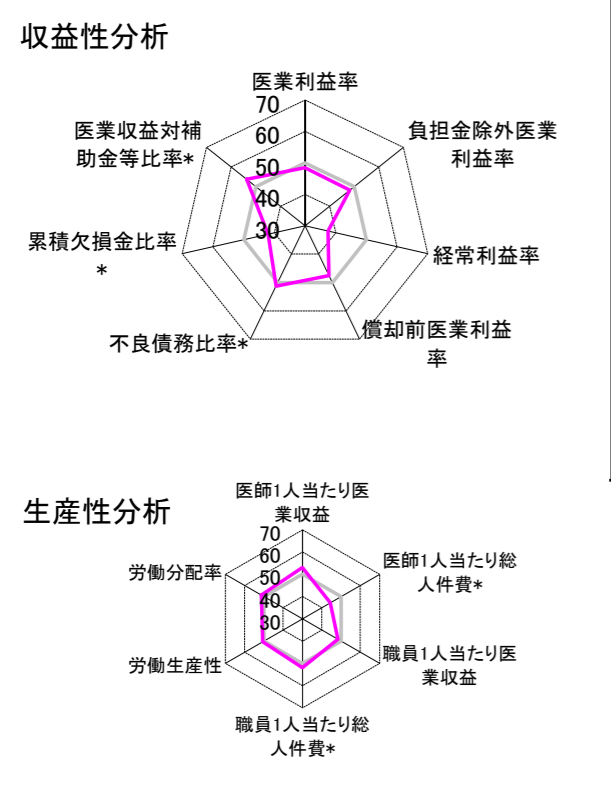 収益性分析
医業利益率
70
60
50
40
30
負担金除外医業
利益率
経常利益率
償却前医業利益
率
不良債務比率*
累積欠損金比率
*
医業収益対補
助金等比率*
生産性分析
医師1人当たり医
業収益
70
60
50
40
30
医師1人当たり総
人件費*
職員1人当たり医
業収益
職員1人当たり総
人件費*
労働生産性
労働分配率